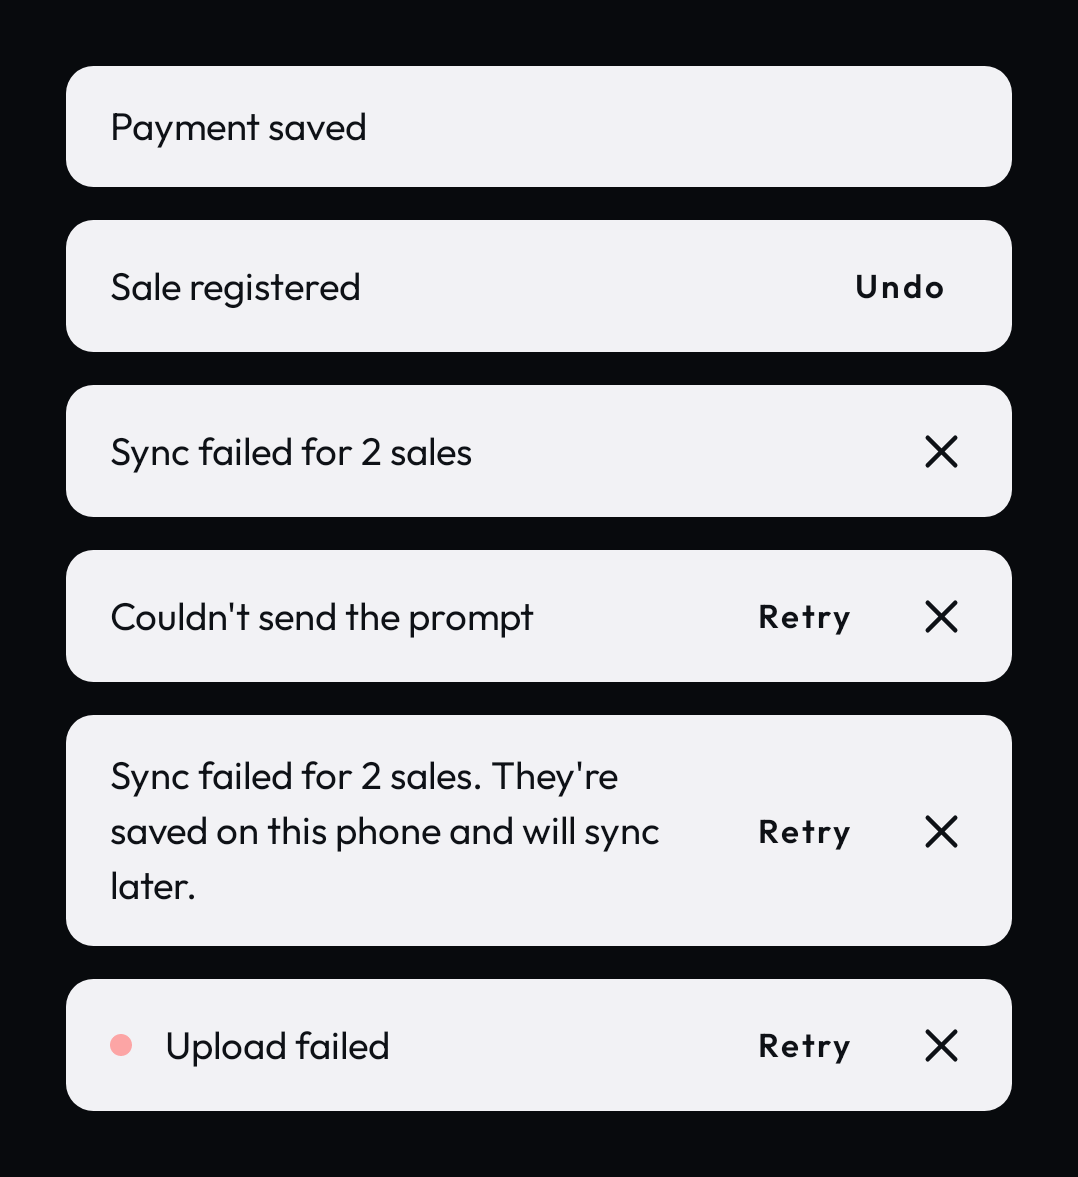 Payment saved
Sale registered Undo
Sync failed for 2 sales
Couldn't send the prompt Retry
Sync failed for 2 sales. They're
saved on this phone and will sync Retry
later.
Upload failed Retry